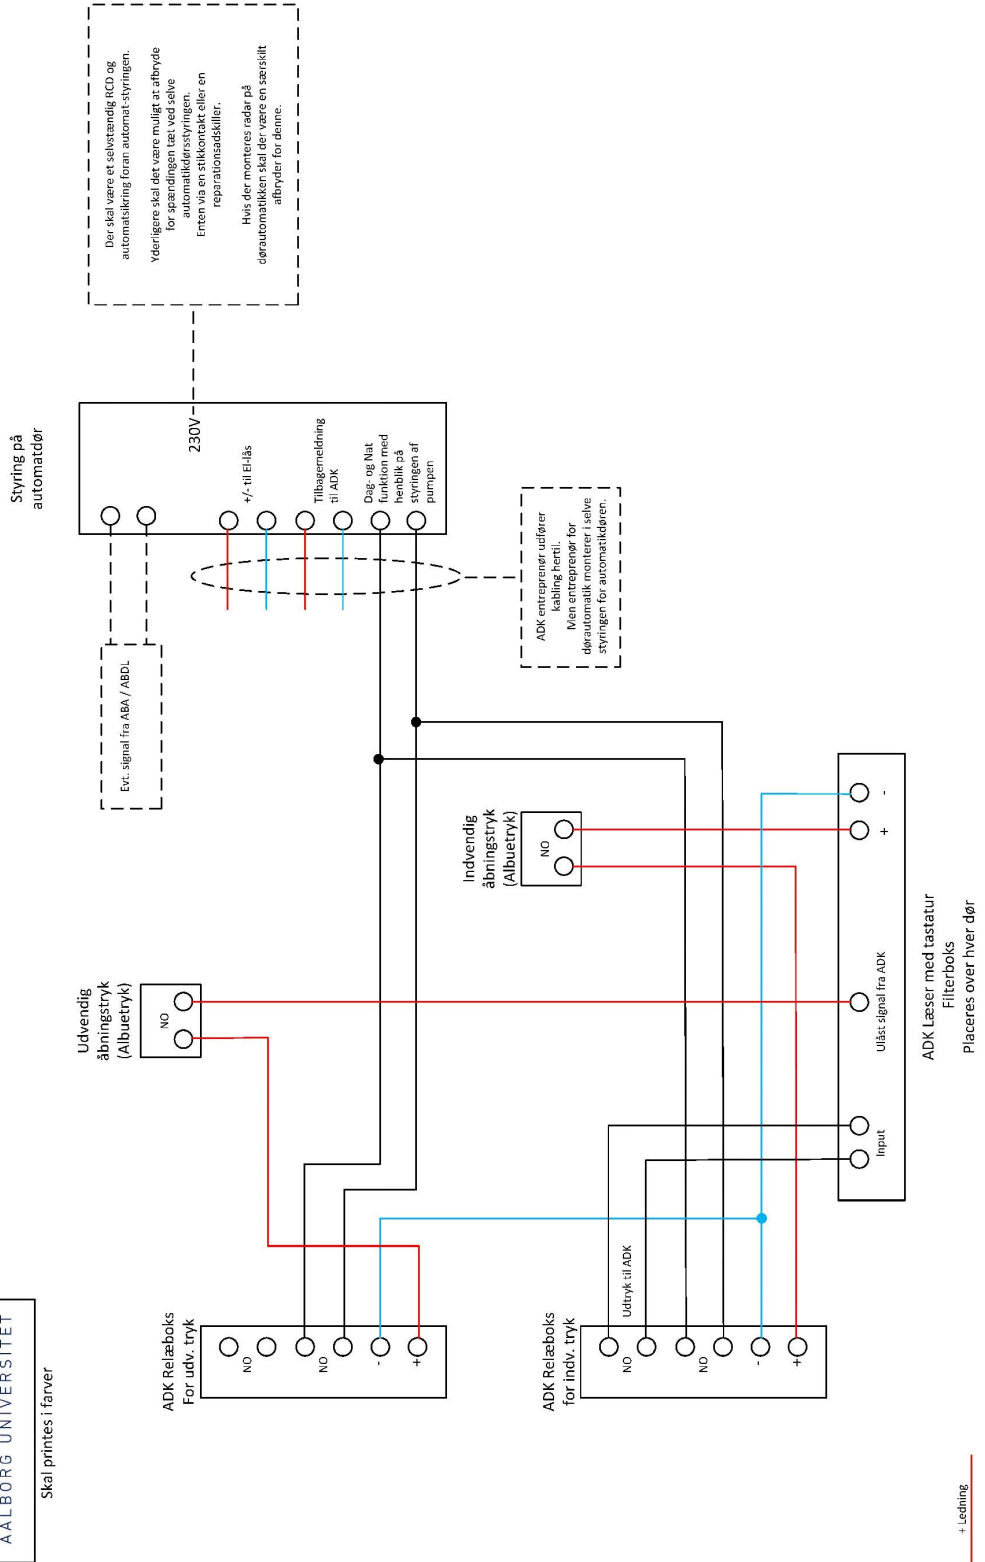 AALBORG UNIVERSITET
Skal printes i farver
Styring på
automatdør
Der skal være et selvstændig RCD og
automatsikring foran automat-styringen.
Yderligere skal det være muligt at afbryde
for spændingen tæt ved selve
automatikdørsstyringen.
Enten via en stikkontakt eller en
reparationsadskiller.
Hvis der monteres radar på
dørautomatikken skal der være en særskilt
afbryder for denne.
Evt. signal fra ABA / ABDL
230V
+/- til El-lås
Tilbagemeldning
til ADK
Dag- og Nat
funktion med
henblik på
styringen af
pumpen
ADK entreprenør udfører
kabling hertil.
Men entreprenør for
dørautomatik monterer i selve
styringen for automatikdøren.
Udvendig
åbningstryk
(Albuetryk)
NO
Indvendig
åbningstryk
(Albuetryk)
NO
ADK Relæboks
For udv. tryk
NO
NO
-
+
ADK Relæboks
for indv. tryk
NO
NO
-
+
Udtryk til ADK
Input
Ulåst signal fra ADK
+
-
ADK Læser med tastatur
Filterboks
Placeres over hver dør
+ Ledning